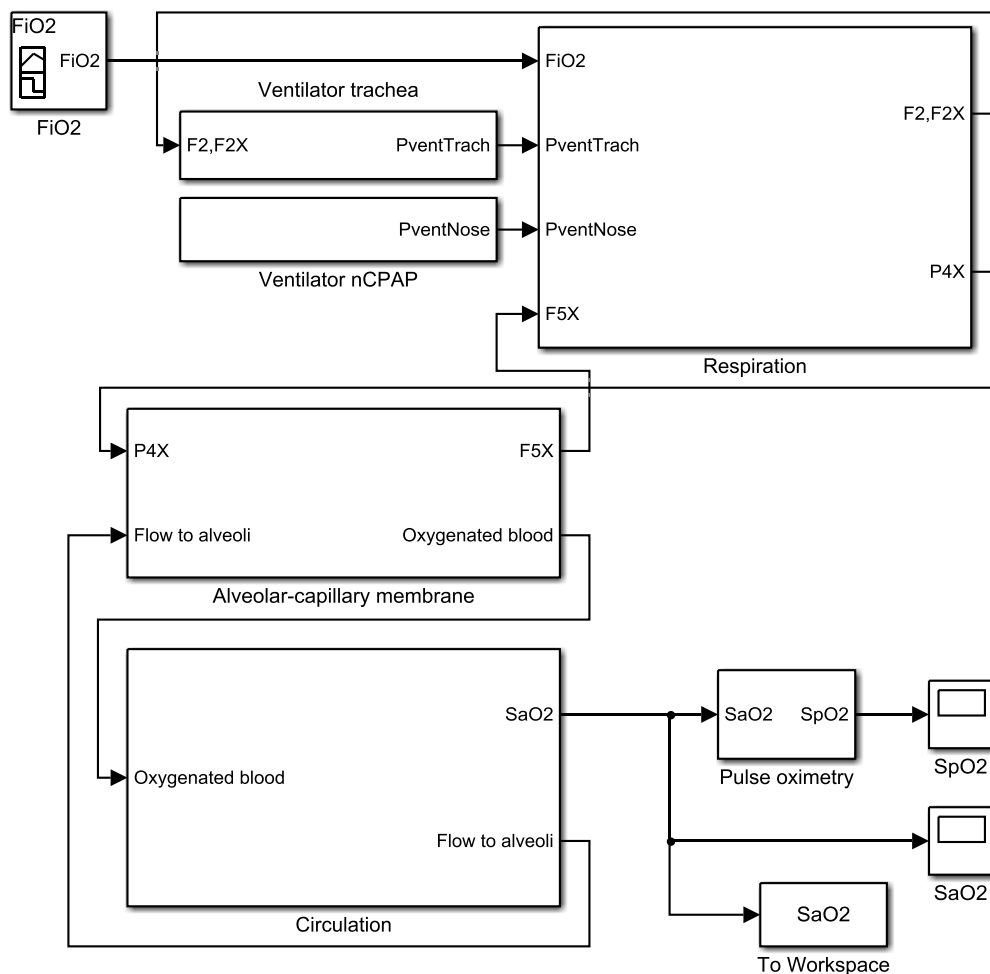 FiO2
FiO2
FiO2
Ventilator trachea
F2,F2X
PventTrach
PventNose
Ventilator nCPAP
FiO2
PventTrach
PventNose
F5X
F2,F2X
P4X
Respiration
P4X
F5X
Flow to alveoli
Oxygenated blood
Alveolar-capillary membrane
SaO2
Oxygenated blood
Flow to alveoli
Circulation
SaO2
SpO2
Pulse oximetry
SpO2
SaO2
SaO2
To Workspace